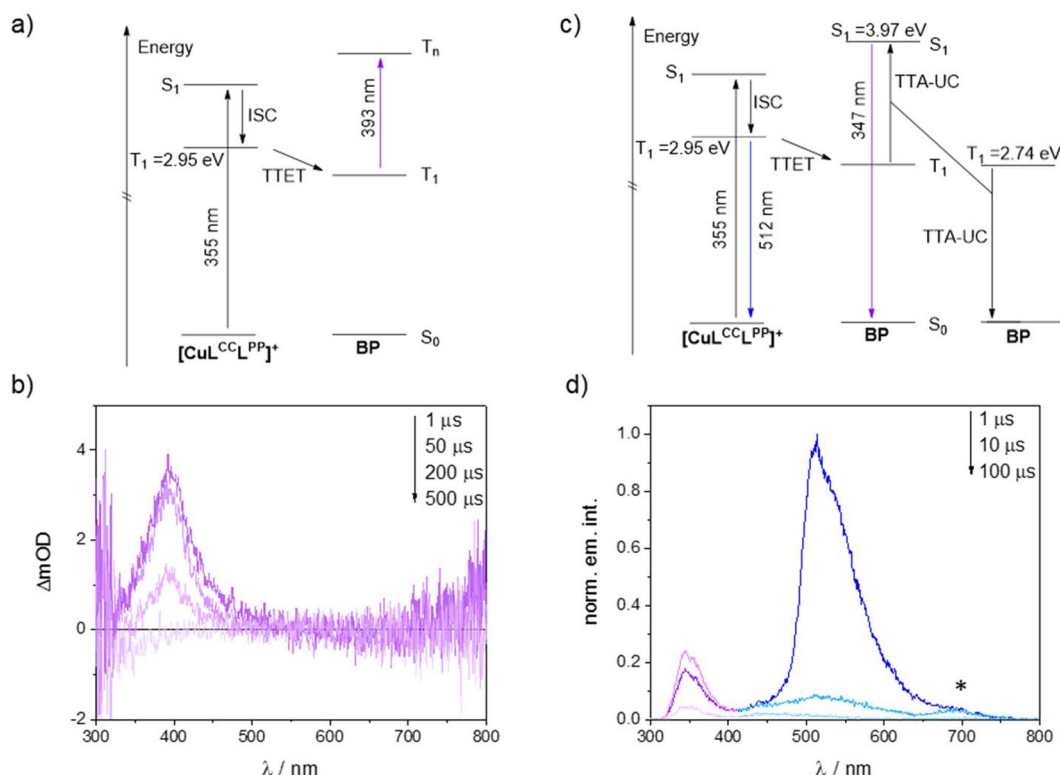 a)
Energy
Tₙ
S₁
ISC
393 nm
T₁ =2.95 eV
TTET
T₁
355 nm
S₀
[CuLᶜᶜLᴾᴾ]⁺
BP
b)
1 µs
50 µs
200 µs
500 µs
4
2
0
-2
ΔmOD
300 400 500 600 700 800
λ / nm
c)
Energy
S₁ =3.97 eV
S₁
S₁
TTA-UC
ISC
347 nm
T₁ =2.95 eV
TTET
T₁
T₁ =2.74 eV
355 nm
512 nm
TTA-UC
S₀
[CuLᶜᶜLᴾᴾ]⁺
BP
BP
d)
1 µs
10 µs
100 µs
1.0
0.8
0.6
0.4
0.2
0.0
norm. em. int.
*
300 400 500 600 700 800
λ / nm